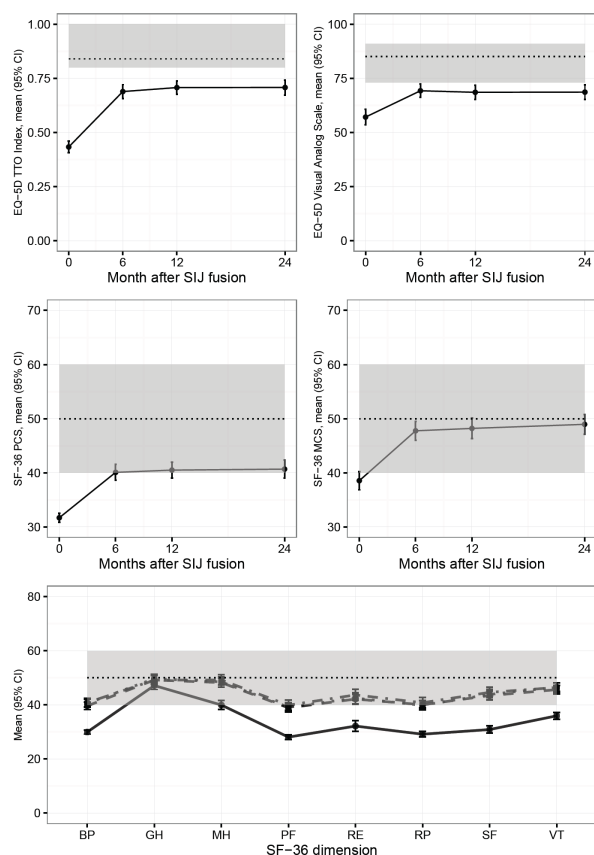 EQ−5D TTO Index, mean (95% CI)
1.00
0.75
0.50
0.25
0.00
0 6 12 24
Month after SIJ fusion
EQ−5D Visual Analog Scale, mean (95% CI)
100
75
50
25
0
0 6 12 24
Month after SIJ fusion
SF−36 PCS, mean (95% CI)
70
60
50
40
30
0 6 12 24
Months after SIJ fusion
SF−36 MCS, mean (95% CI)
70
60
50
40
30
0 6 12 24
Months after SIJ fusion
Mean (95% CI)
80
60
40
20
0
BP GH MH PF RE RP SF VT
SF−36 dimension